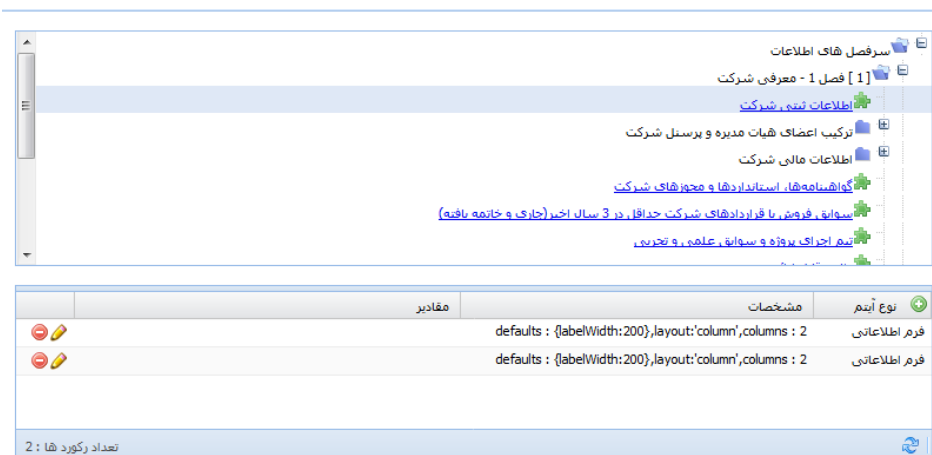 سرفصل های اطلاعات
[ 1 ] فصل 1 - معرفی شرکت
اطلاعات ثبتی شرکت
ترکیب اعضای هیات مدیره و پرسنل شرکت
اطلاعات مالی شرکت
گواهینامه‌ها، استانداردها و مجوزهای شرکت
سوابق فروش یا قراردادهای شرکت حداقل در 3 سال اخیر(جاری و خاتمه یافته)
تیم اجرای پروژه و سوابق علمی و تجربی
نوع آیتم مشخصات مقادیر
فرم اطلاعاتی defaults : {labelWidth:200},layout:'column',columns : 2
فرم اطلاعاتی defaults : {labelWidth:200},layout:'column',columns : 2
تعداد رکورد ها : 2